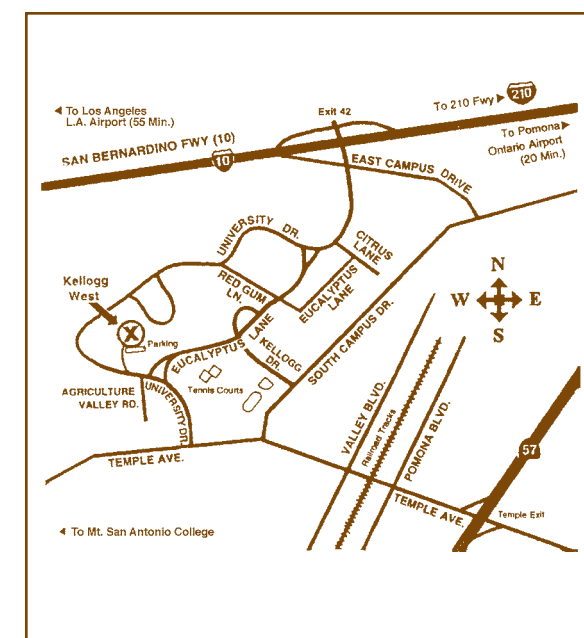 To Los Angeles
L.A. Airport (55 Min.)
Exit 42
To 210 Fwy
210
To Pomona
Ontario Airport
(20 Min.)
SAN BERNARDINO FWY (10)
10
EAST CAMPUS DRIVE
UNIVERSITY DR.
CITRUS
LANE
Kellogg
West
X
Parking
RED GUM
LN.
EUCALYPTUS
LANE
EUCALYPTUS LANE
KELLOGG
DR.
SOUTH CAMPUS DR.
N
W E
S
Tennis Courts
AGRICULTURE
VALLEY RD.
UNIVERSITY DR.
TEMPLE AVE.
VALLEY BLVD.
Railroad Tracks
POMONA BLVD.
57
TEMPLE AVE.
Temple Exit
To Mt. San Antonio College